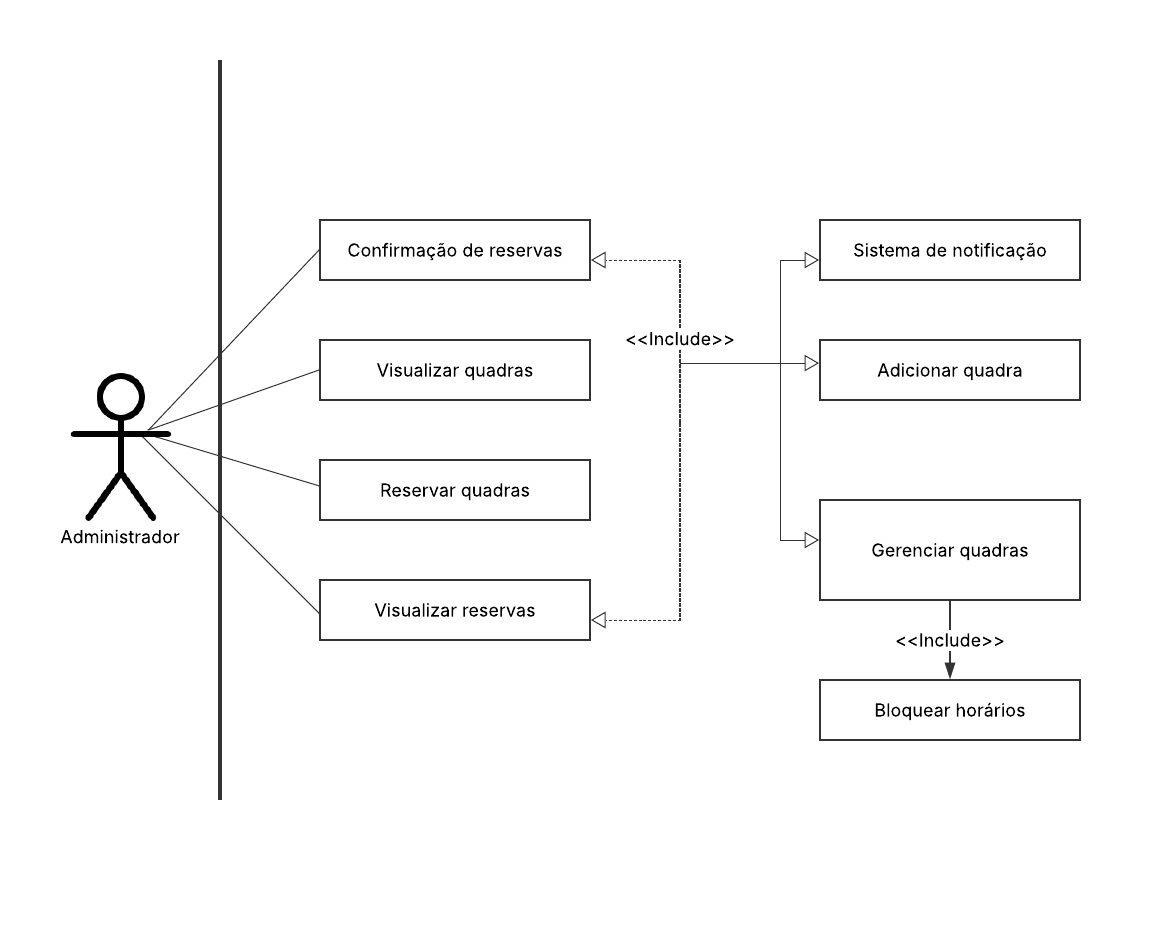 Confirmação de reservas
Sistema de notificação
<<Include>>
Visualizar quadras
Adicionar quadra
Reservar quadras
Administrador
Gerenciar quadras
Visualizar reservas
<<Include>>
Bloquear horários